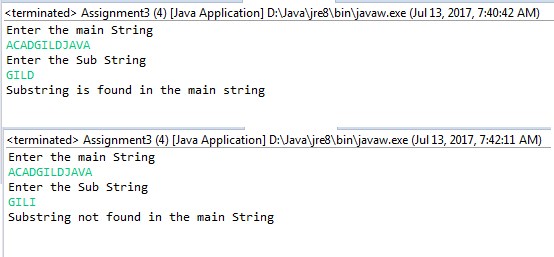 <terminated> Assignment3 (4) [Java Application] D:\Java\jre8\bin\javaw.exe (Jul 13, 2017, 7:40:42 AM)
Enter the main String
ACADGILDJAVA
Enter the Sub String
GILD
Substring is found in the main string
<terminated> Assignment3 (4) [Java Application] D:\Java\jre8\bin\javaw.exe (Jul 13, 2017, 7:42:11 AM)
Enter the main String
ACADGILDJAVA
Enter the Sub String
GILI
Substring not found in the main String